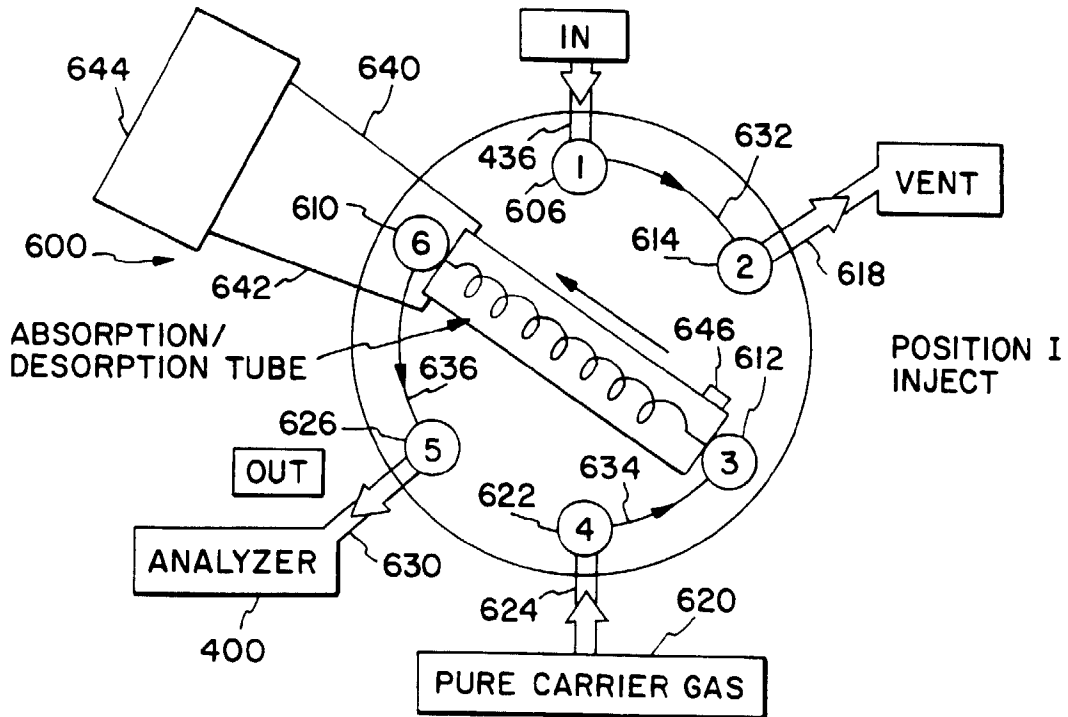 IN
644
640
436
1
632
VENT
606
610
6
614
2
618
600
642
646
ABSORPTION/
DESORPTION TUBE
612
POSITION I
INJECT
636
626
5
3
OUT
634
622
4
ANALYZER
630
624
620
400
PURE CARRIER GAS